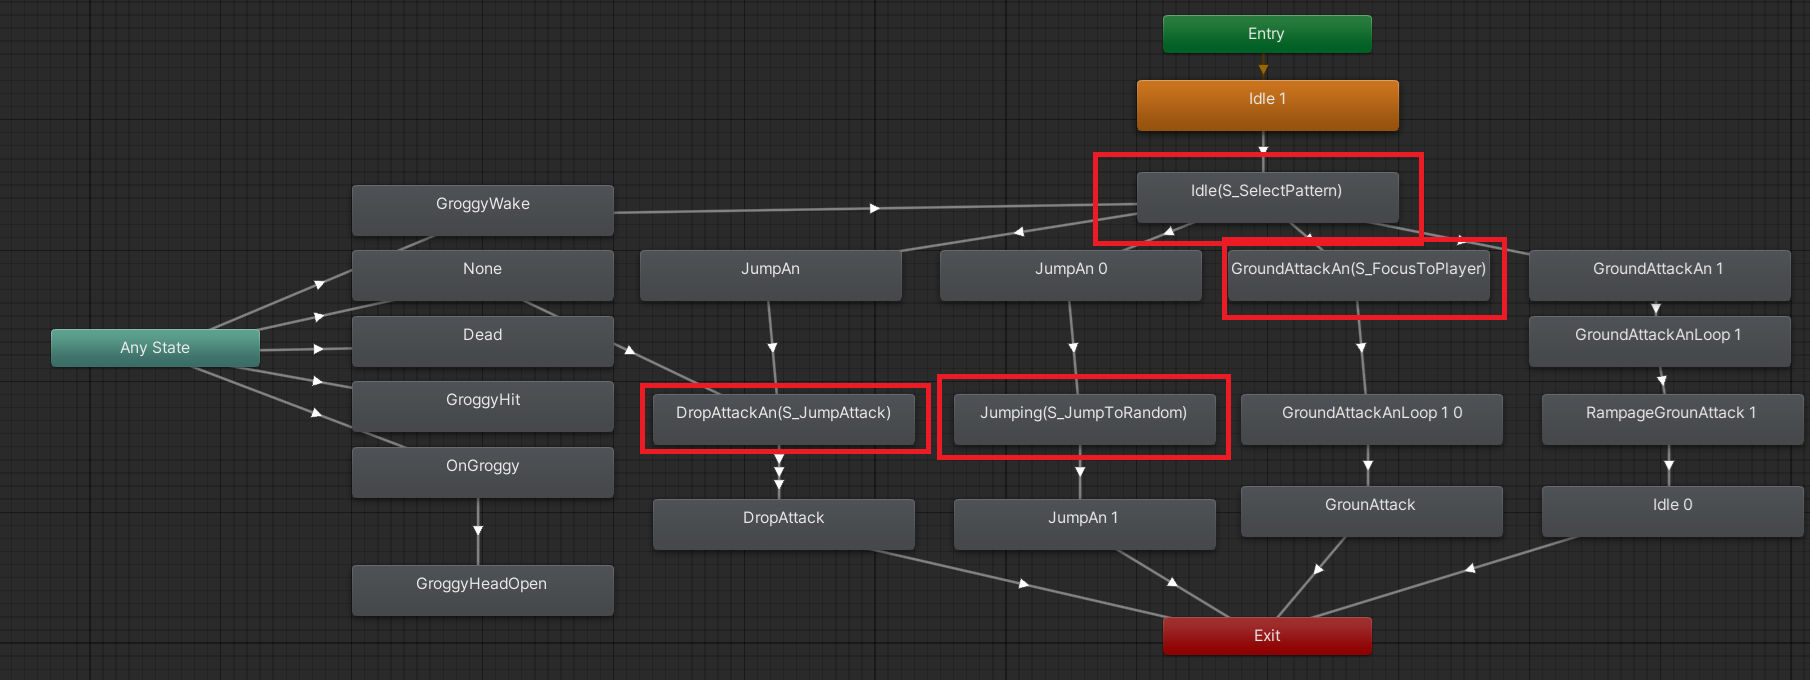 Entry
Idle 1
Idle(S_SelectPattern)
GroggyWake
None
JumpAn
JumpAn 0
GroundAttackAn(S_FocusToPlayer)
GroundAttackAn 1
Any State
Dead
GroundAttackAnLoop 1
GroggyHit
DropAttackAn(S_JumpAttack)
Jumping(S_JumpToRandom)
GroundAttackAnLoop 1 0
RampageGrounAttack 1
OnGroggy
DropAttack
JumpAn 1
GrounAttack
Idle 0
GroggyHeadOpen
Exit